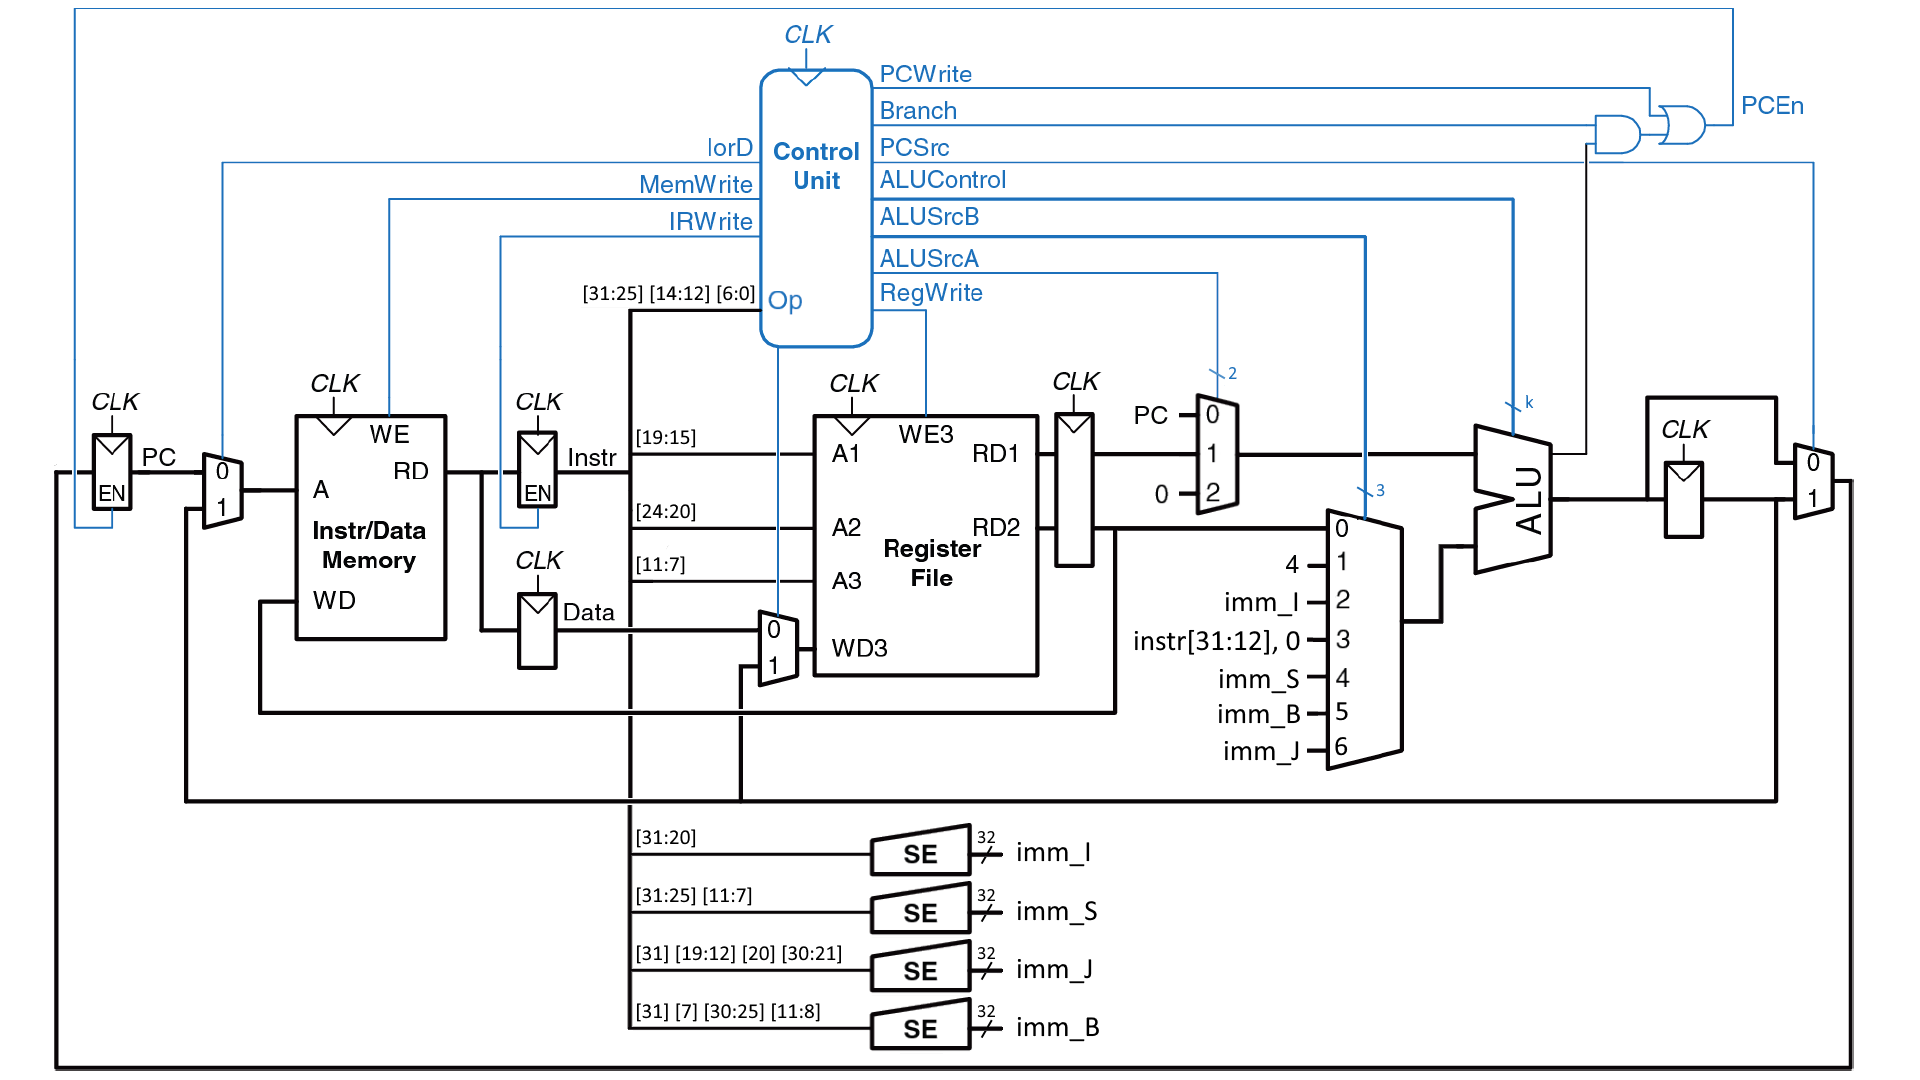 CLK
PCWrite
Branch
PCEn
IorD
Control
Unit
PCSrc
MemWrite
ALUControl
IRWrite
ALUSrcB
ALUSrcA
[31:25] [14:12] [6:0]
Op
RegWrite
2
k
CLK
CLK
CLK
CLK
CLK
CLK
PC
EN
0
1
WE
RD
A
Instr/Data
Memory
WD
Instr
EN
CLK
Data
[19:15]
[24:20]
[11:7]
0
1
A1
WE3
RD1
A2
RD2
Register
File
A3
WD3
PC
0
1
0
2
3
0
4
1
imm_I
2
instr[31:12], 0
3
imm_S
4
imm_B
5
imm_J
6
ALU
0
1
[31:20]
SE
32
imm_I
[31:25] [11:7]
SE
32
imm_S
[31] [19:12] [20] [30:21]
SE
32
imm_J
[31] [7] [30:25] [11:8]
SE
32
imm_B